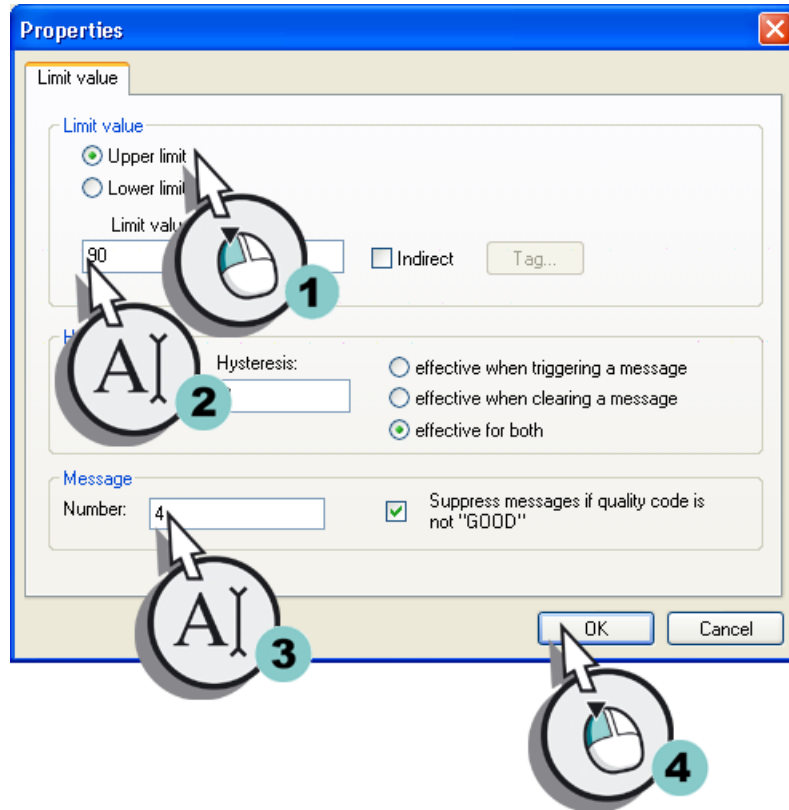 Properties
Limit value
Limit value
Upper limit
Lower limit
Limit valu
90
Indirect
Tag...
1
H
Hysteresis:
effective when triggering a message
A
2
effective when clearing a message
effective for both
Message
Number:
4
Suppress messages if quality code is
not "GOOD"
A
3
OK
Cancel
4